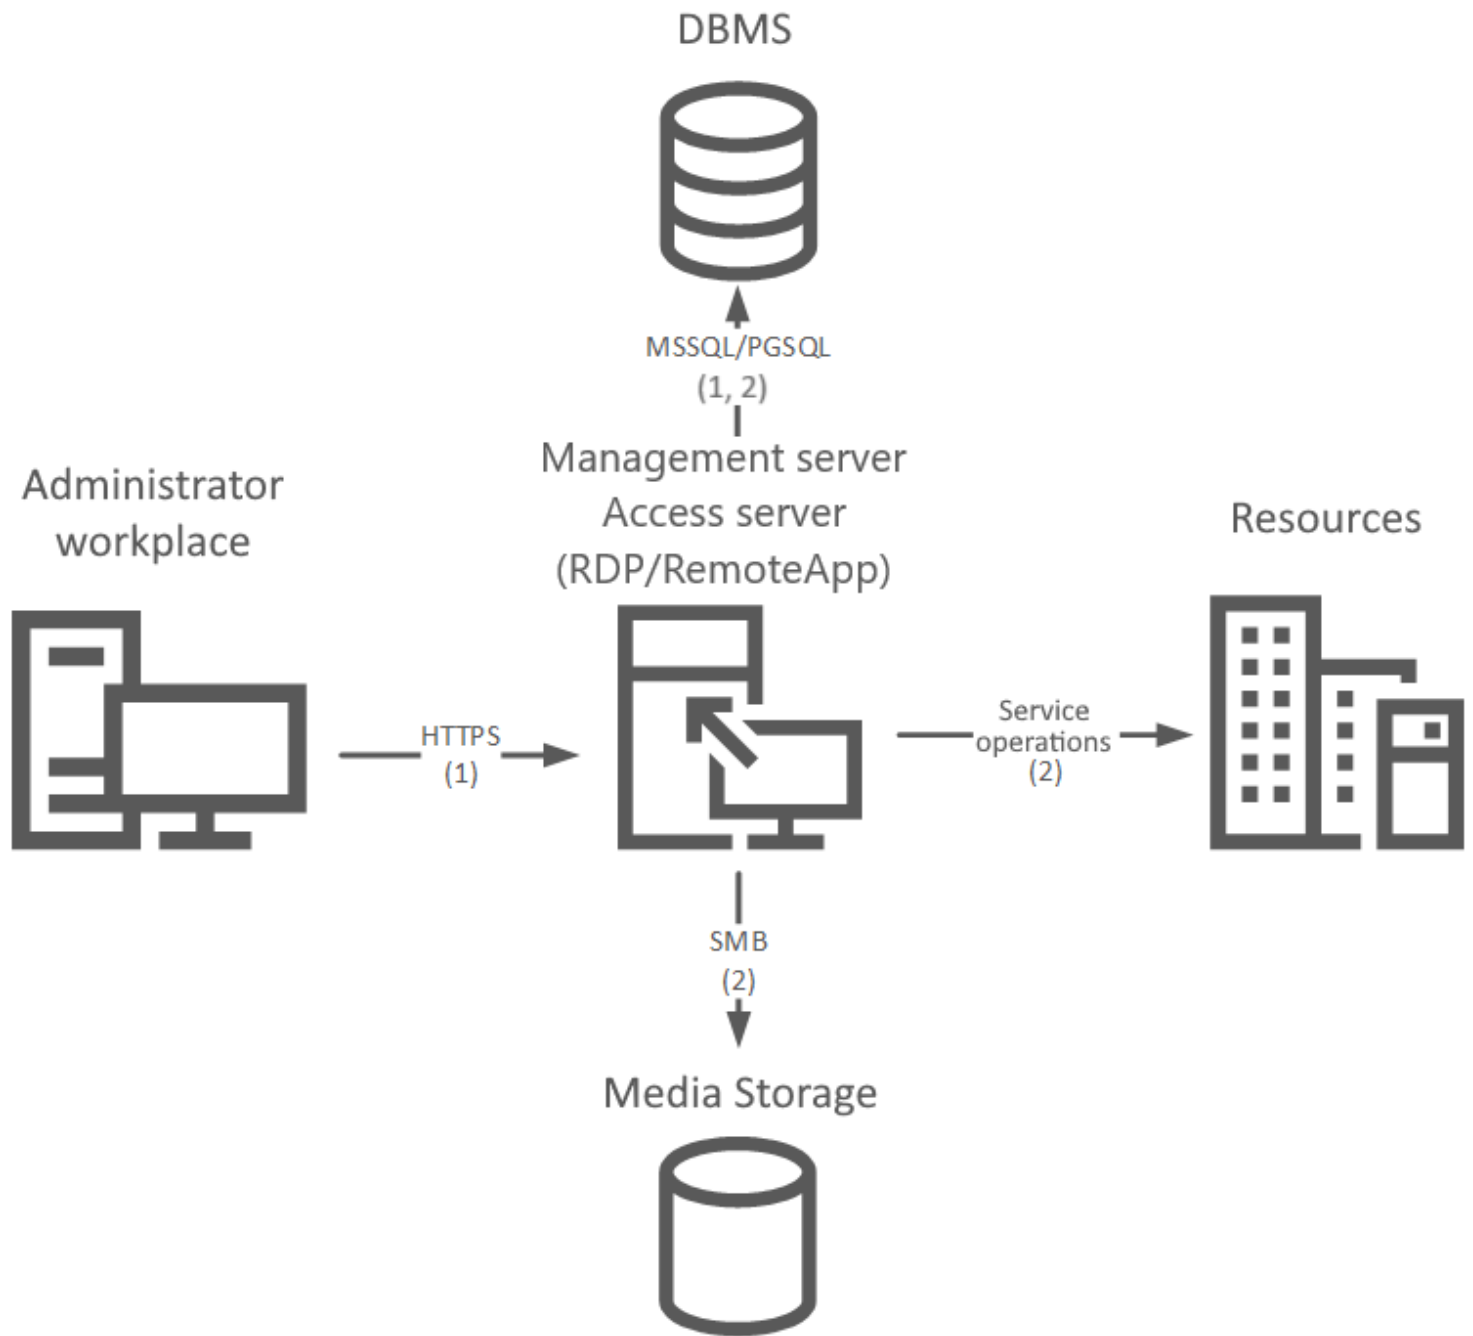 DBMS
MSSQL/PGSQL
(1, 2)
Management server
Access server
(RDP/RemoteApp)
Administrator
workplace
Resources
HTTPS
(1)
Service
operations
(2)
SMB
(2)
Media Storage